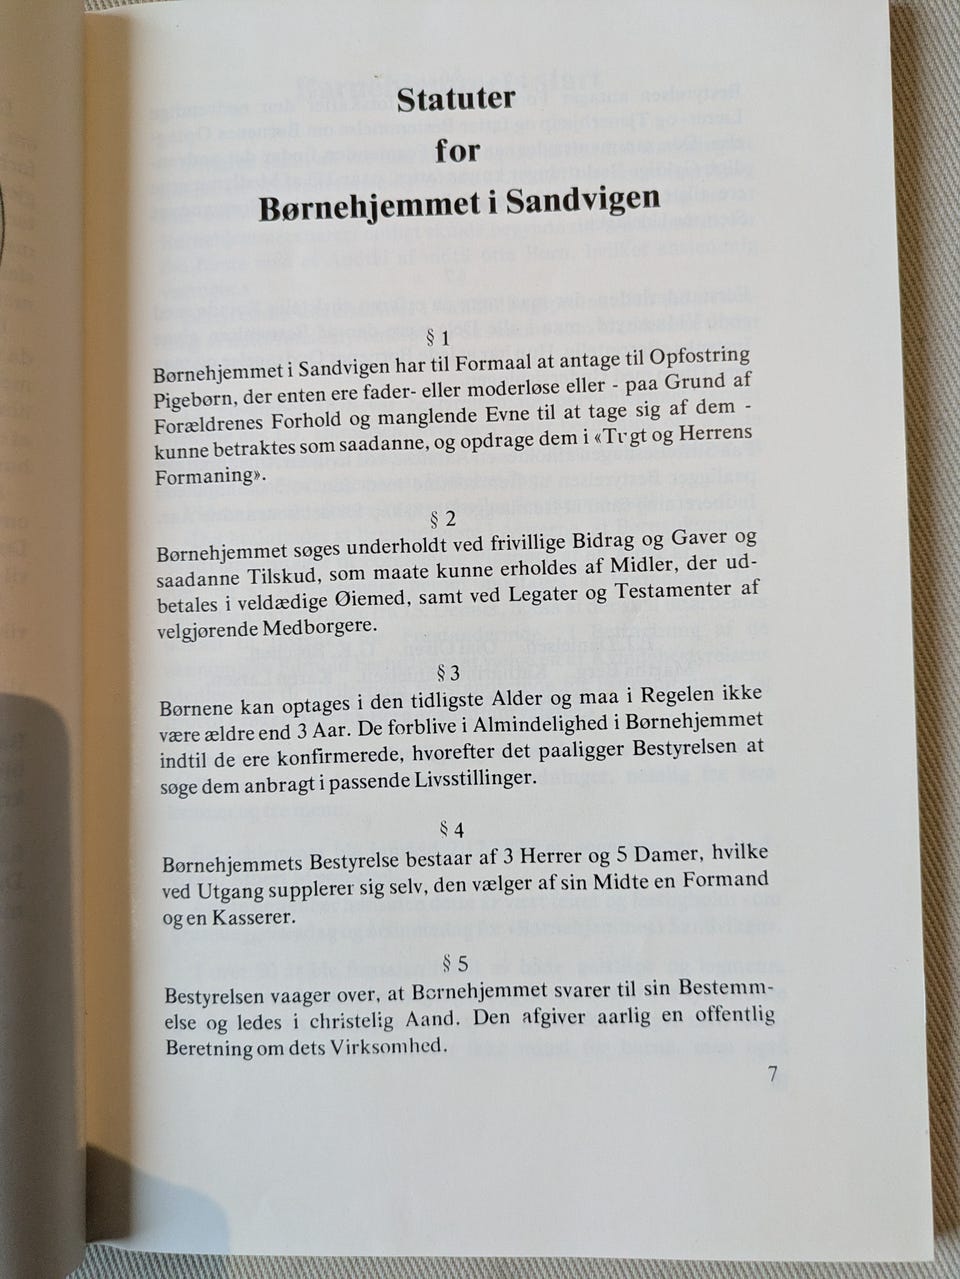 Statuter
for
Børnehjemmet i Sandvigen
§ 1
Børnehjemmet i Sandvigen har til Formaal at antage til Opfostring
Pigebørn, der enten ere fader- eller moderløse eller - paa Grund af
Forældrenes Forhold og manglende Evne til at tage sig af dem -
kunne betraktes som saadanne, og opdrage dem i «Tugt og Herrens
Formaning».
§ 2
Børnehjemmet søges underholdt ved frivillige Bidrag og Gaver og
saadanne Tilskud, som maate kunne erholdes af Midler, der ud-
betales i veldædige Øiemed, samt ved Legater og Testamenter af
velgjørende Medborgere.
§ 3
Børnene kan optages i den tidligste Alder og maa i Regelen ikke
være ældre end 3 Aar. De forblive i Almindelighed i Børnehjemmet
indtil de ere konfirmerede, hvorefter det paaligger Bestyrelsen at
søge dem anbragt i passende Livsstillinger.
§ 4
Børnehjemmets Bestyrelse bestaar af 3 Herrer og 5 Damer, hvilke
ved Utgang supplerer sig selv, den vælger af sin Midte en Formand
og en Kasserer.
§ 5
Bestyrelsen vaager over, at Børnehjemmet svarer til sin Bestemm-
else og ledes i christelig Aand. Den afgiver aarlig en offentlig
Beretning om dets Virksomhed.
7